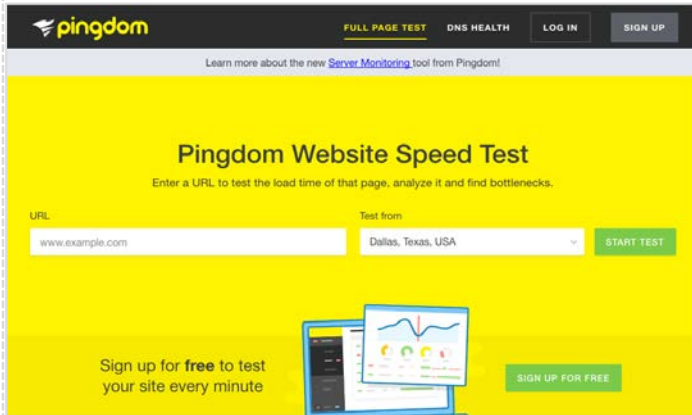 pingdom
FULL PAGE TEST DNS HEALTH LOG IN SIGN UP
Learn more about the new Server Monitoring tool from Pingdom!
Pingdom Website Speed Test
Enter a URL to test the load time of that page, analyze it and find bottlenecks.
URL Test from
www.example.com Dallas, Texas, USA START TEST
Sign up for free to test
your site every minute
SIGN UP FOR FREE